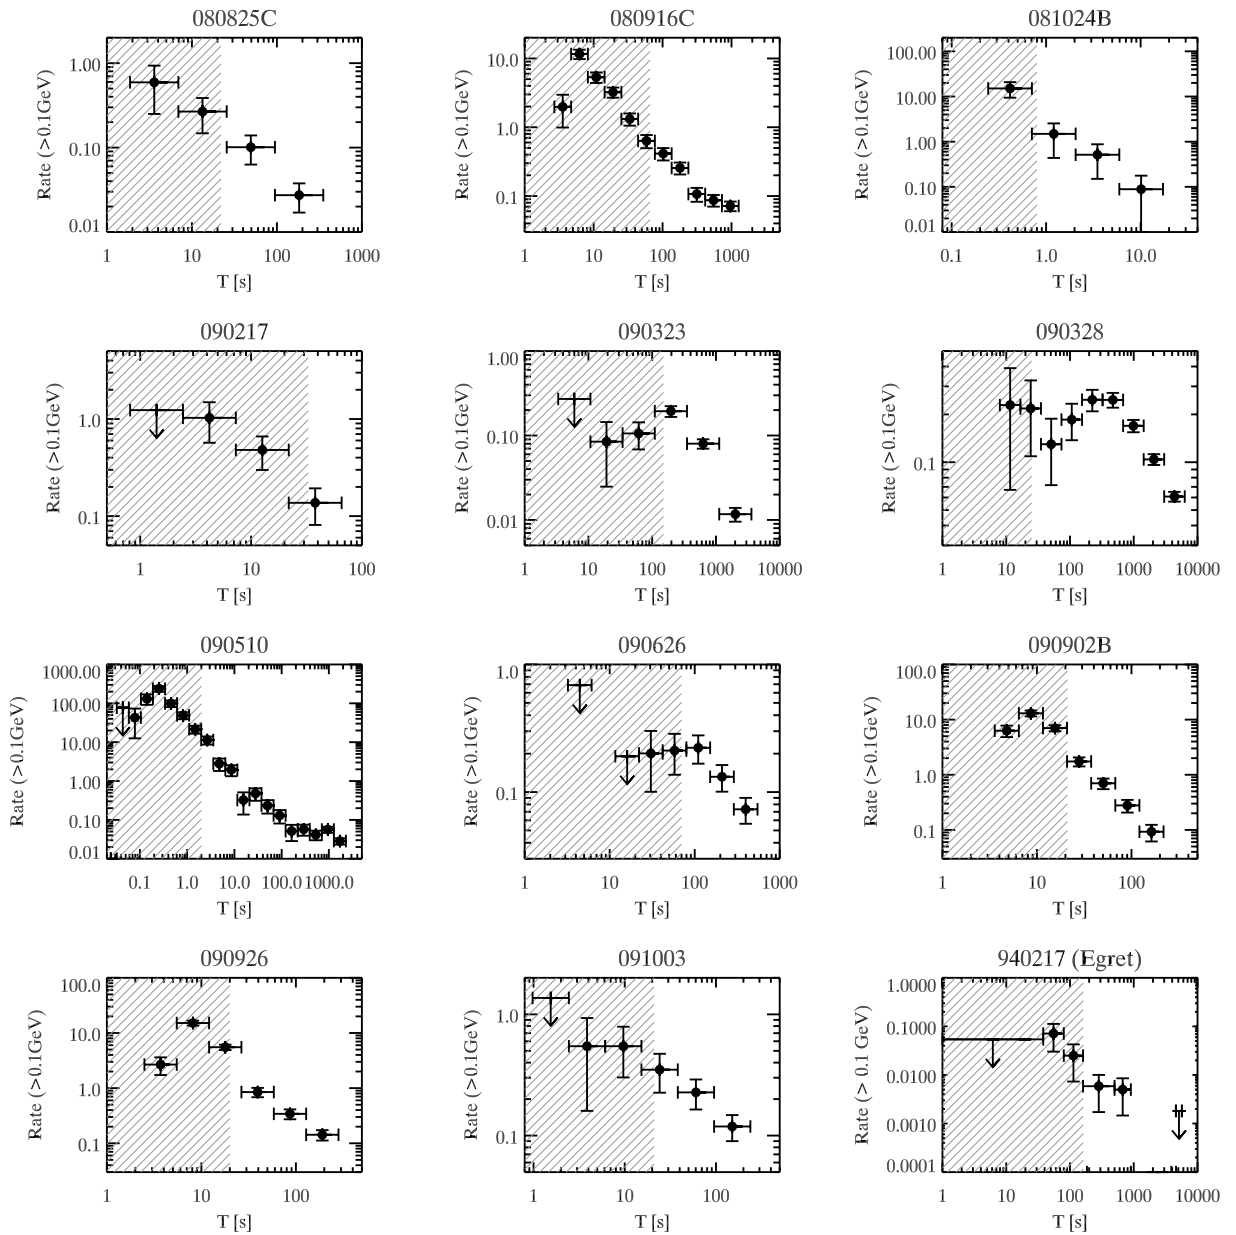 080825C
1.00
0.10
0.01
1 10 100 1000
Rate (>0.1GeV)
T [s]
080916C
10.0
1.0
0.1
1 10 100 1000
Rate (>0.1GeV)
T [s]
081024B
100.00
10.00
1.00
0.10
0.01
0.1 1.0 10.0
Rate (>0.1GeV)
T [s]
090217
1.0
0.1
1 10 100
Rate (>0.1GeV)
T [s]
090323
1.00
0.10
0.01
1 10 100 1000 10000
Rate (>0.1GeV)
T [s]
090328
0.1
1 10 100 1000 10000
Rate (>0.1GeV)
T [s]
090510
1000.00
100.00
10.00
1.00
0.10
0.01
0.1 1.0 10.0 100.0 1000.0
Rate (>0.1GeV)
T [s]
090626
1.0
0.1
1 10 100 1000
Rate (>0.1GeV)
T [s]
090902B
100.0
10.0
1.0
0.1
1 10 100
Rate (>0.1GeV)
T [s]
090926
100.0
10.0
1.0
0.1
1 10 100
Rate (>0.1GeV)
T [s]
091003
1.0
0.1
1 10 100
Rate (>0.1GeV)
T [s]
940217 (Egret)
1.0000
0.1000
0.0100
0.0010
0.0001
1 10 100 1000 10000
Rate (> 0.1 GeV)
T [s]